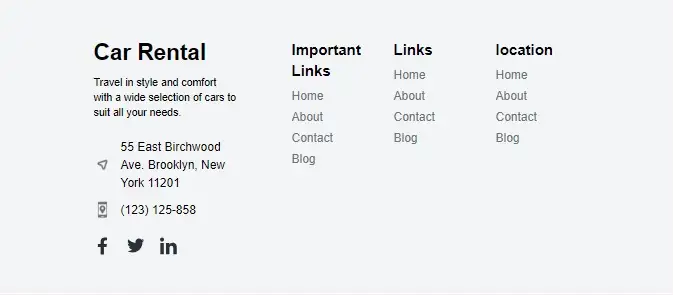 Car Rental
Travel in style and comfort
with a wide selection of cars to
suit all your needs.
55 East Birchwood
Ave. Brooklyn, New
York 11201
(123) 125-858
Important
Links
Home
About
Contact
Blog
Links
Home
About
Contact
Blog
location
Home
About
Contact
Blog